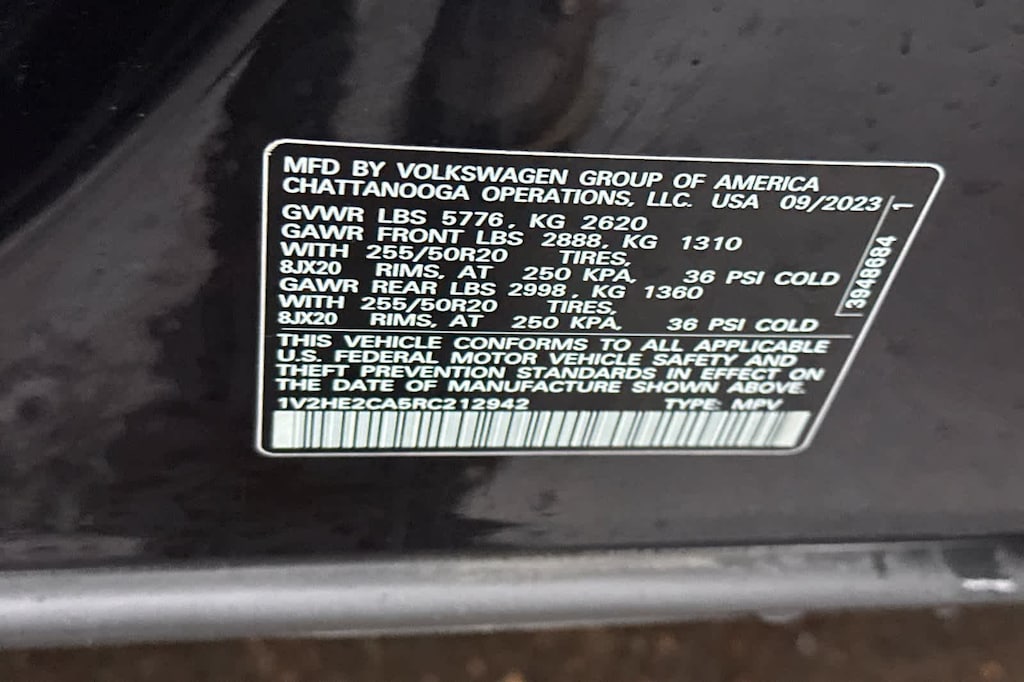 MFD BY VOLKSWAGEN GROUP OF AMERICA
CHATTANOOGA OPERATIONS, LLC. USA 09/2023
GVWR LBS 5776, KG 2620
GAWR FRONT LBS 2888, KG 1310
WITH 255/50R20 TIRES,
8JX20 RIMS, AT 250 KPA, 36 PSI COLD
GAWR REAR LBS 2998, KG 1360
WITH 255/50R20 TIRES,
8JX20 RIMS, AT 250 KPA, 36 PSI COLD
THIS VEHICLE CONFORMS TO ALL APPLICABLE
U.S. FEDERAL MOTOR VEHICLE SAFETY AND
THEFT PREVENTION STANDARDS IN EFFECT ON
THE DATE OF MANUFACTURE SHOWN ABOVE.
1V2HE2CA5RC212942 TYPE: MPV
3948684 1